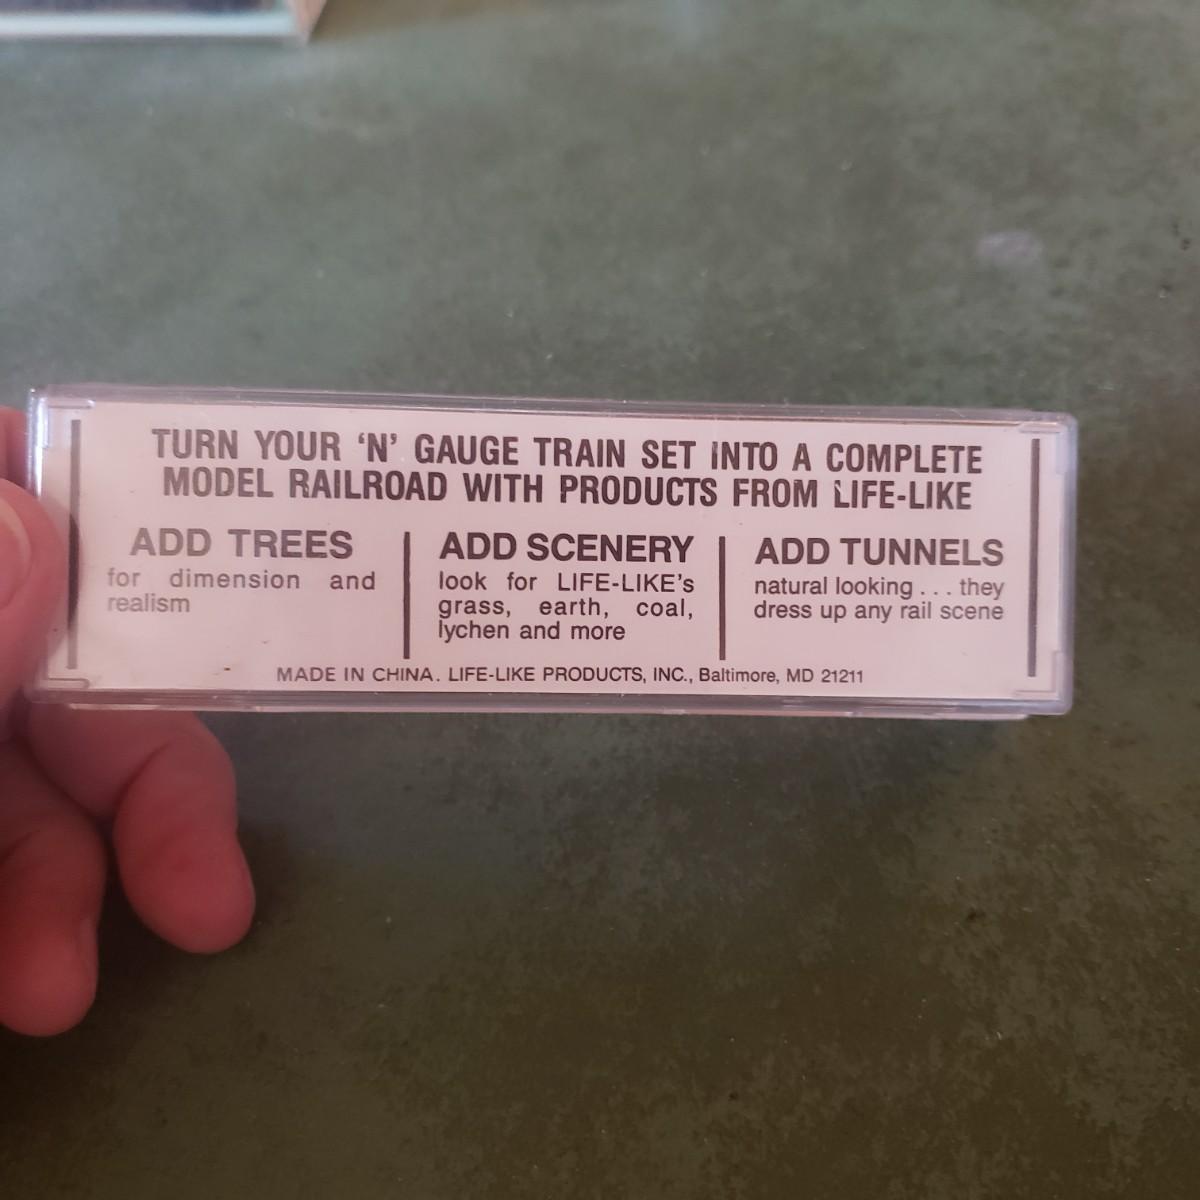 TURN YOUR 'N' GAUGE TRAIN SET INTO A COMPLETE
MODEL RAILROAD WITH PRODUCTS FROM LIFE-LIKE
ADD TREES
for dimension and
realism
ADD SCENERY
look for LIFE-LIKE's
grass, earth, coal,
lychen and more
ADD TUNNELS
natural looking . . . they
dress up any rail scene
MADE IN CHINA. LIFE-LIKE PRODUCTS, INC., Baltimore, MD 21211